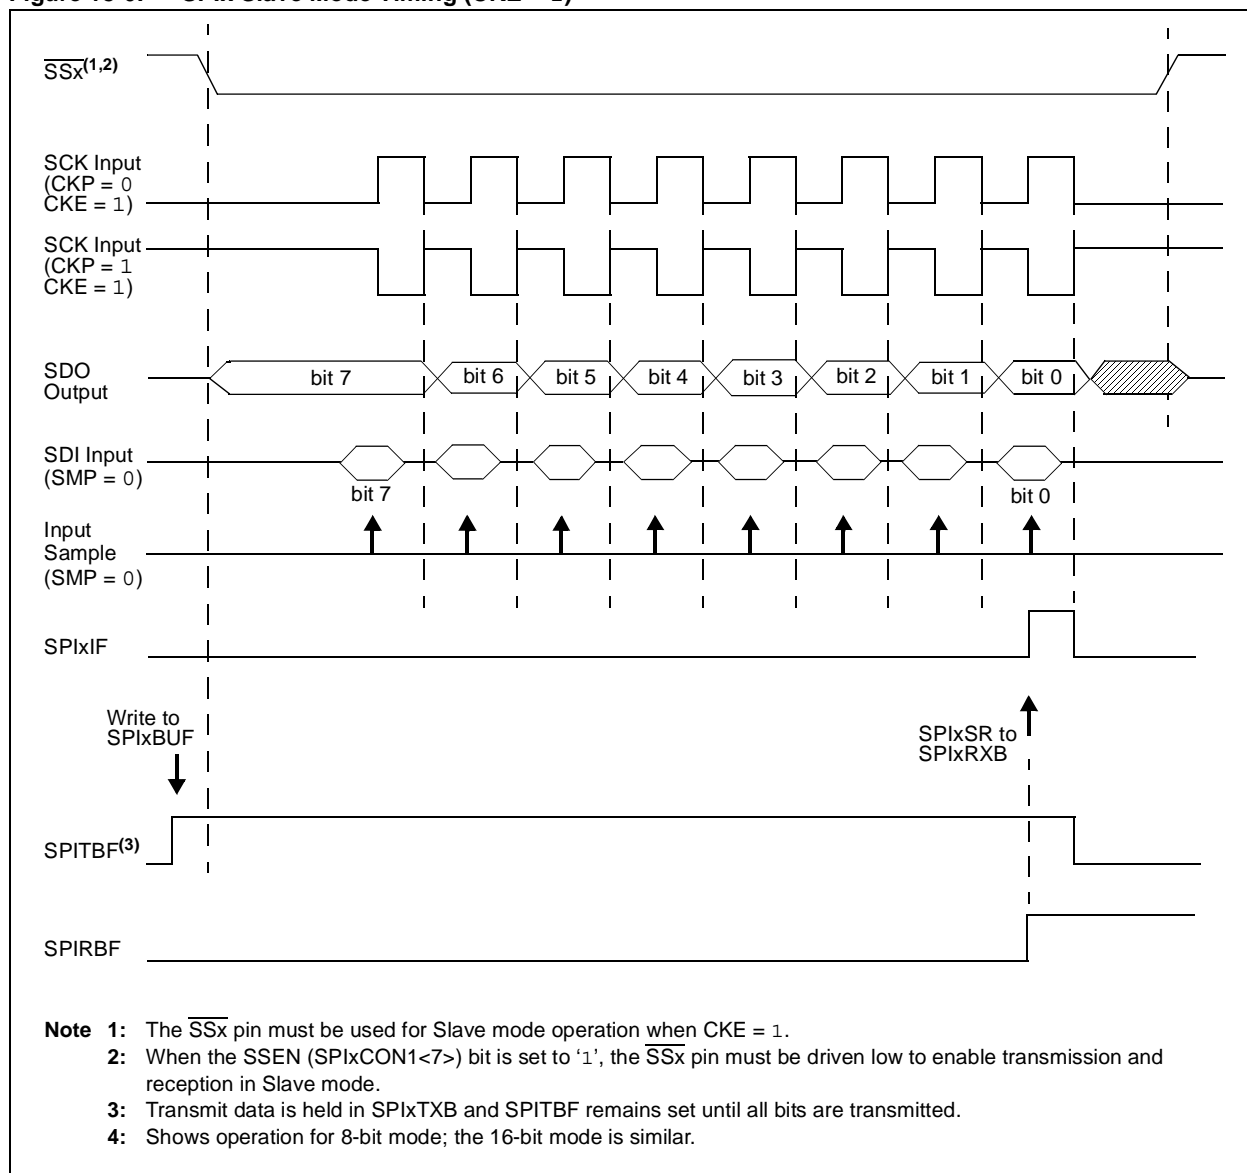 SSx(1,2)
SCK Input
(CKP = 0
CKE = 1)
SCK Input
(CKP = 1
CKE = 1)
SDO
Output
bit 7
bit 6
bit 5
bit 4
bit 3
bit 2
bit 1
bit 0
SDI Input
(SMP = 0)
bit 7
bit 0
Input
Sample
(SMP = 0)
SPIxIF
Write to
SPIxBUF
SPIxSR to
SPIxRXB
SPITBF(3)
SPIRBF
Note 1: The SSx pin must be used for Slave mode operation when CKE = 1.
2: When the SSEN (SPIxCON1<7>) bit is set to ‘1’, the SSx pin must be driven low to enable transmission and
reception in Slave mode.
3: Transmit data is held in SPIxTXB and SPITBF remains set until all bits are transmitted.
4: Shows operation for 8-bit mode; the 16-bit mode is similar.